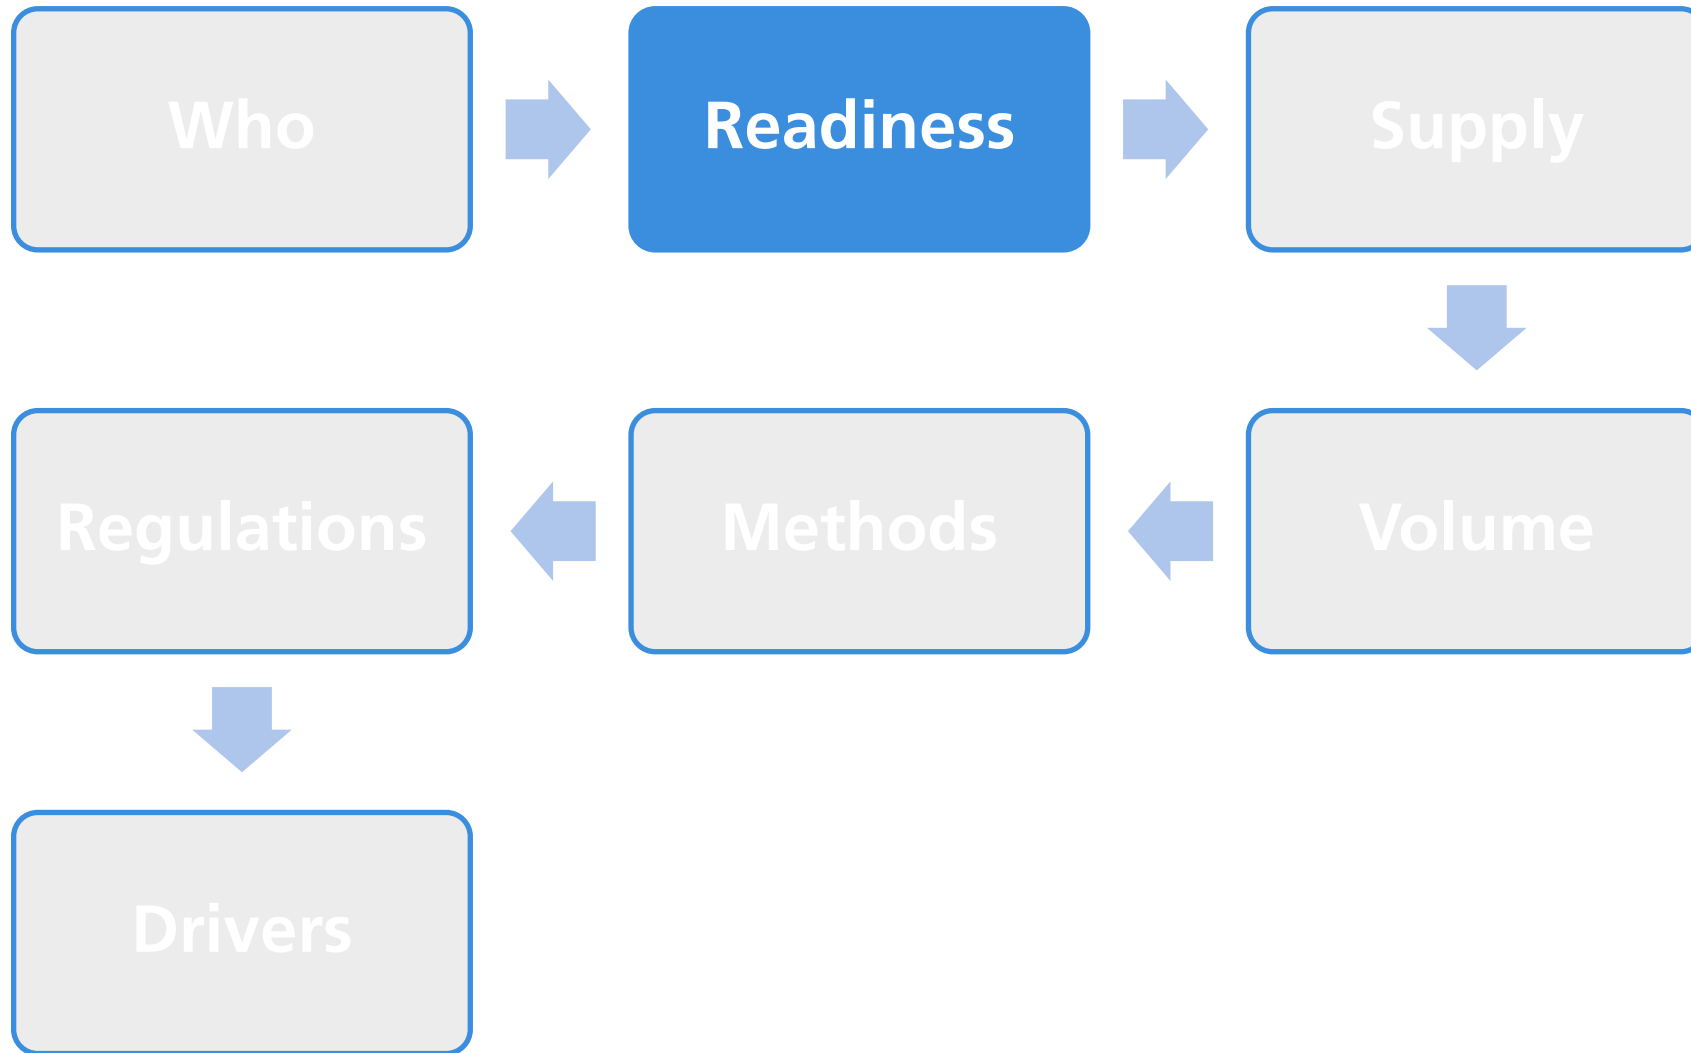 Who
Readiness
Supply
Volume
Methods
Regulations
Drivers